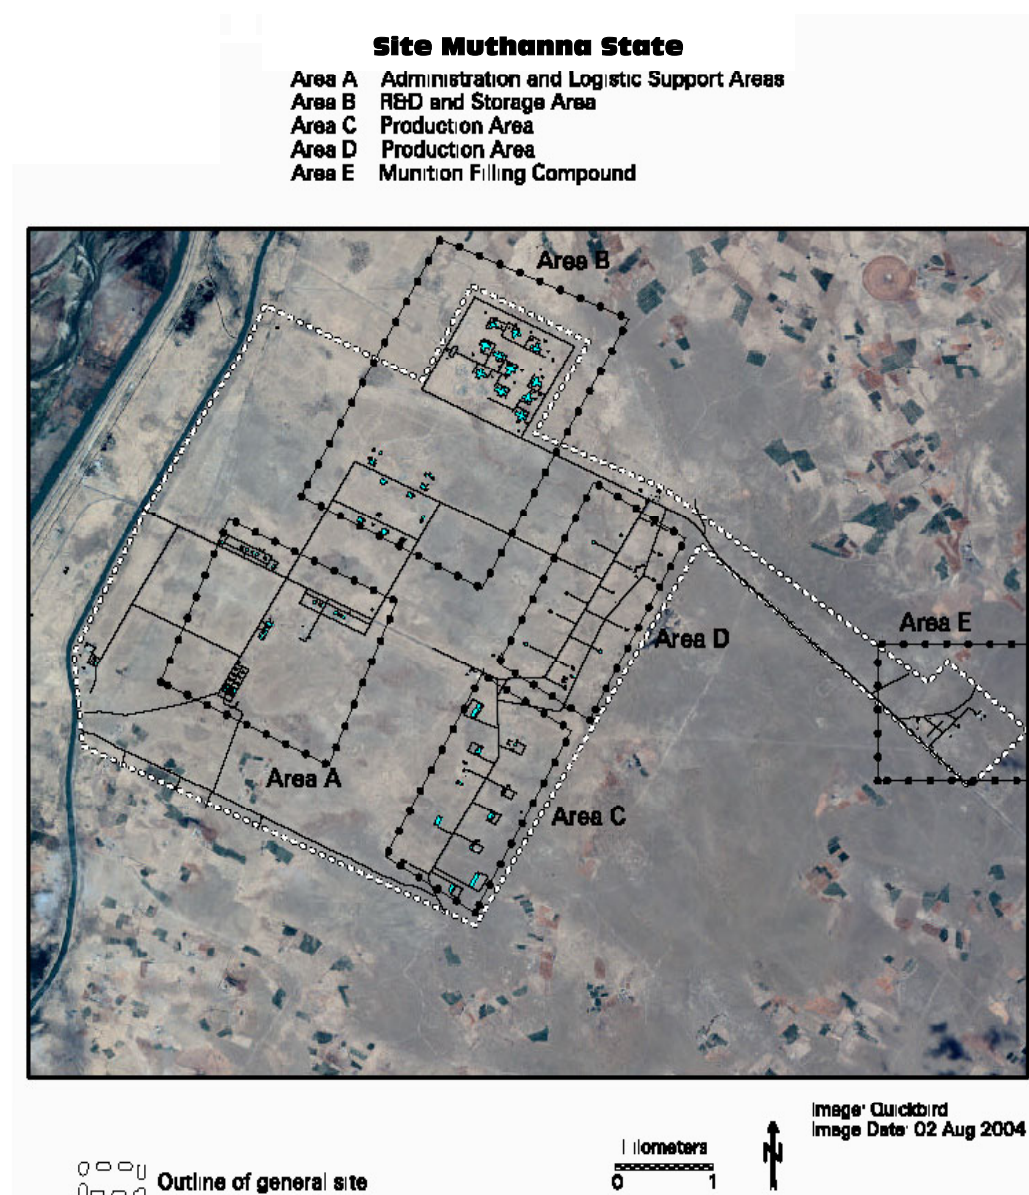 Site Muthanna State
Area A Administration and Logistic Support Areas
Area B R&D and Storage Area
Area C Production Area
Area D Production Area
Area E Munition Filling Compound
Area B
Area E
Area D
Area A
Area C
Image: Quickbird
Image Date: 02 Aug 2004
Kilometers
N
0 1
Outline of general site